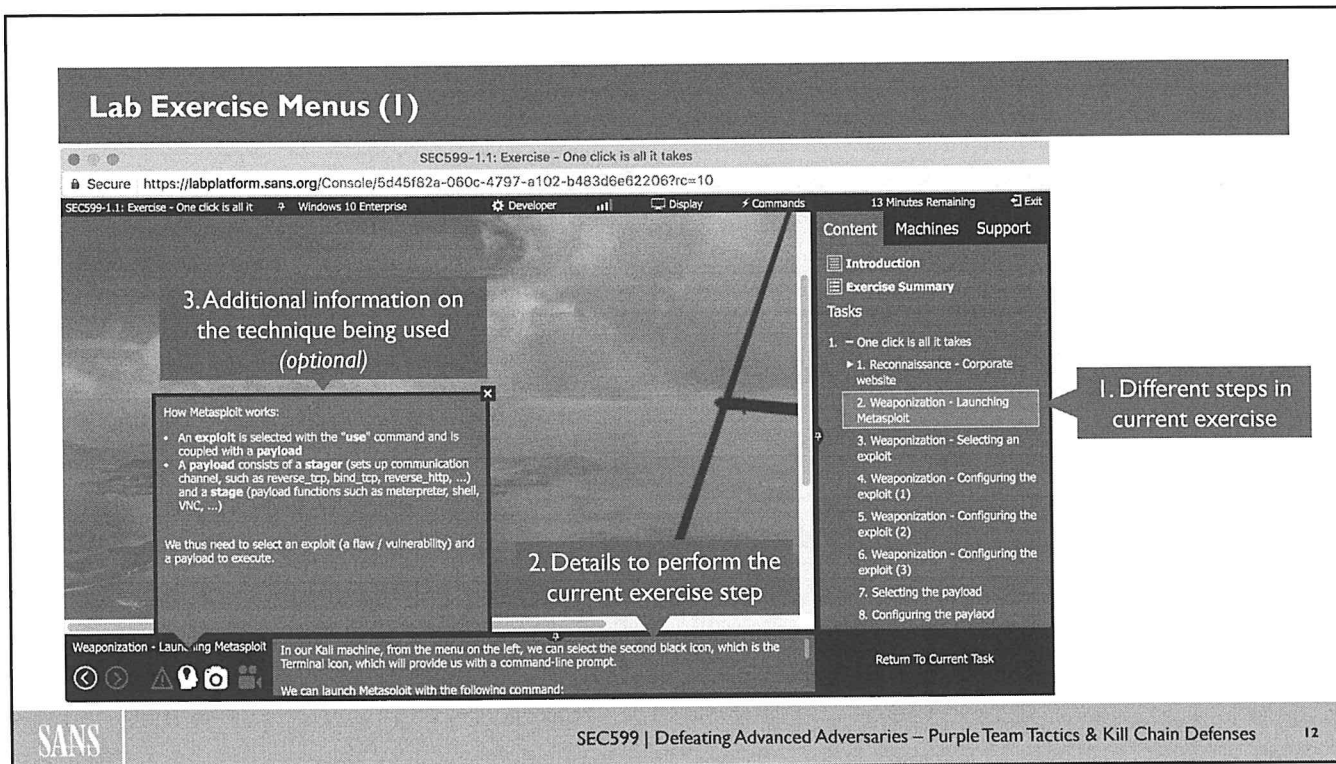 Lab Exercise Menus (1)
SEC599-1.1: Exercise - One click is all it takes
Secure https://labplatform.sans.org/Console/5d45f82a-060c-4797-a102-b483d6e62206?rc=10
SEC599-1.1: Exercise - One click is all it
Windows 10 Enterprise
Developer
Display
Commands
13 Minutes Remaining
Exit
Content Machines Support
Introduction
Exercise Summary
Tasks
1. – One click is all it takes
1. Reconnaissance - Corporate
website
2. Weaponization - Launching
Metasploit
3. Weaponization - Selecting an
exploit
4. Weaponization - Configuring the
exploit (1)
5. Weaponization - Configuring the
exploit (2)
6. Weaponization - Configuring the
exploit (3)
7. Selecting the payload
8. Configuring the payload
Return To Current Task
1. Different steps in
current exercise
3. Additional information on
the technique being used
(optional)
How Metasploit works:
• An exploit is selected with the "use" command and is
coupled with a payload
• A payload consists of a stager (sets up communication
channel, such as reverse_tcp, bind_tcp, reverse_http, ...)
and a stage (payload functions such as meterpreter, shell,
VNC, ...)
We thus need to select an exploit (a flaw / vulnerability) and
a payload to execute.
2. Details to perform the
current exercise step
Weaponization - Launching Metasploit
In our Kali machine, from the menu on the left, we can select the second black icon, which is the
Terminal icon, which will provide us with a command-line prompt.
We can launch Metasploit with the following command:
SANS
SEC599 | Defeating Advanced Adversaries – Purple Team Tactics & Kill Chain Defenses
12